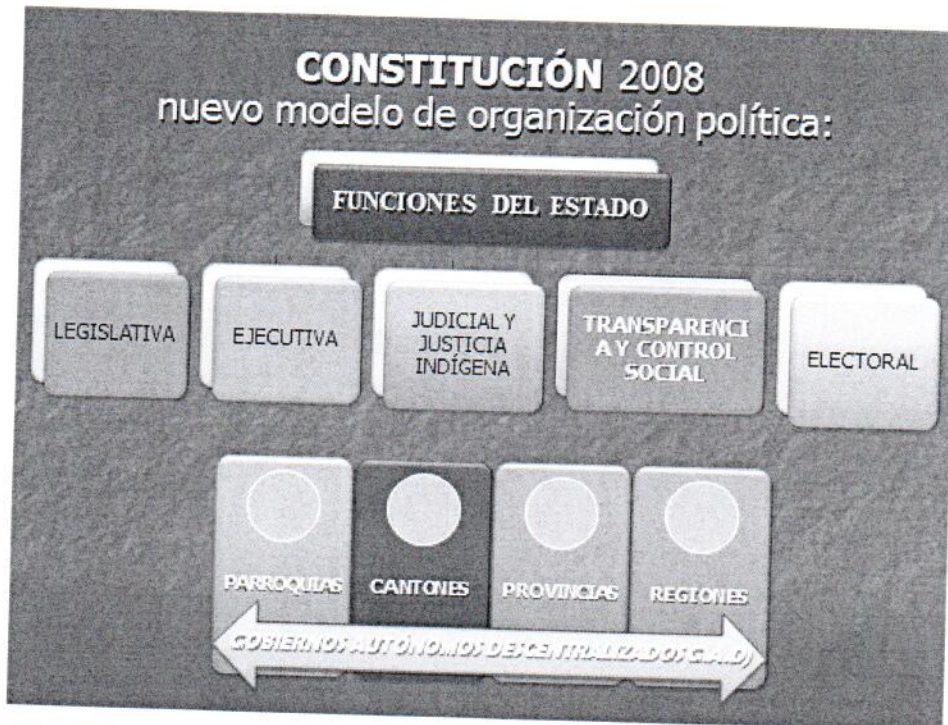 CONSTITUCIÓN 2008
nuevo modelo de organización política:
FUNCIONES DEL ESTADO
LEGISLATIVA
EJECUTIVA
JUDICIAL Y
JUSTICIA
INDÍGENA
TRANSPARENCI
A Y CONTROL
SOCIAL
ELECTORAL
PARROQUIAS
CANTONES
PROVINCIAS
REGIONES
GOBIERNOS AUTÓNOMOS DESCENTRALIZADOS G.A.D)